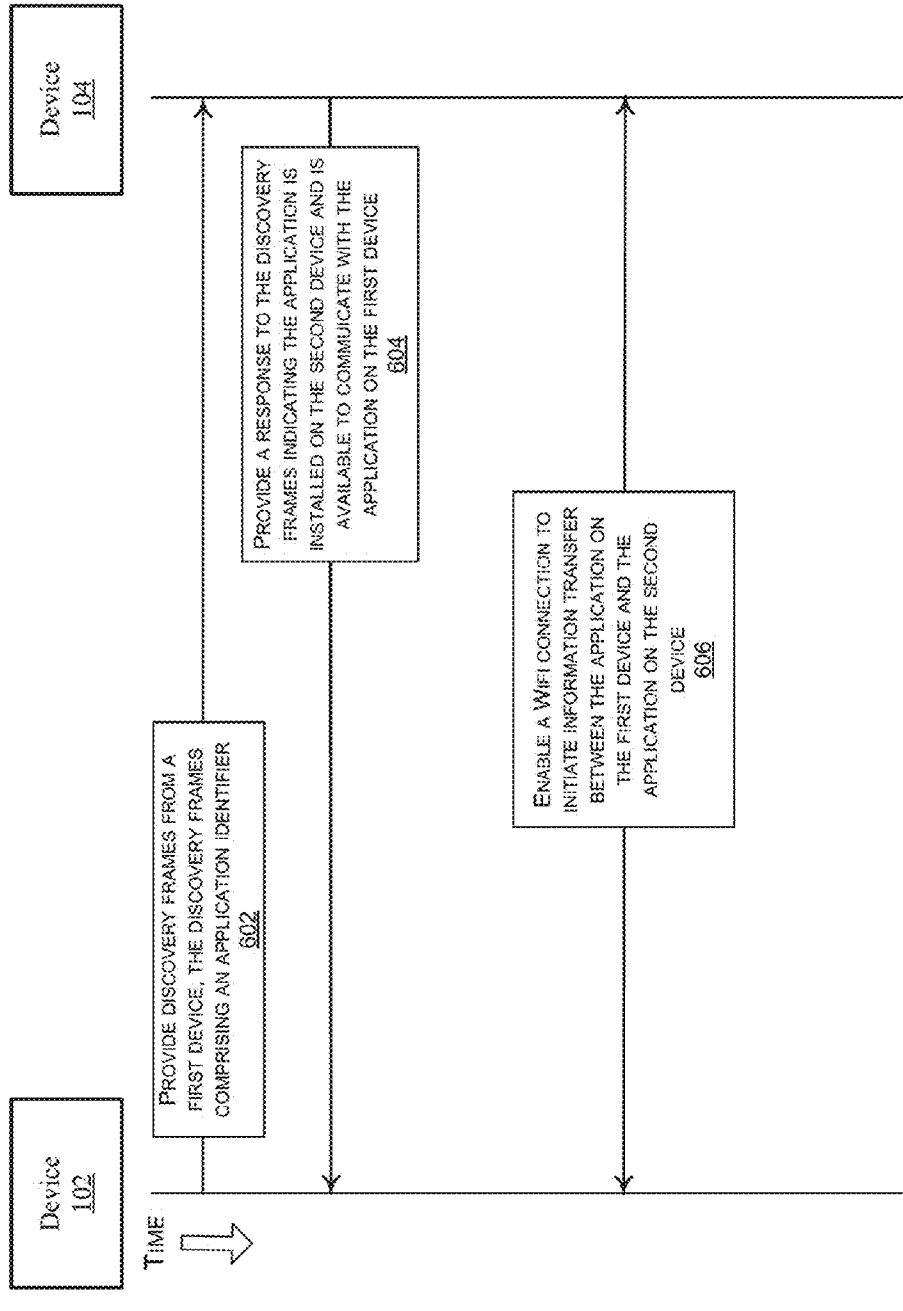 Device
102
Device
104
TIME
PROVIDE DISCOVERY FRAMES FROM A
FIRST DEVICE, THE DISCOVERY FRAMES
COMPRISING AN APPLICATION IDENTIFIER
602
PROVIDE A RESPONSE TO THE DISCOVERY
FRAMES INDICATING THE APPLICATION IS
INSTALLED ON THE SECOND DEVICE AND IS
AVAILABLE TO COMMUICATE WITH THE
APPLICATION ON THE FIRST DEVICE
604
ENABLE A WIFI CONNECTION TO
INITIATE INFORMATION TRANSFER
BETWEEN THE APPLICATION ON
THE FIRST DEVICE AND THE
APPLICATION ON THE SECOND
DEVICE
606